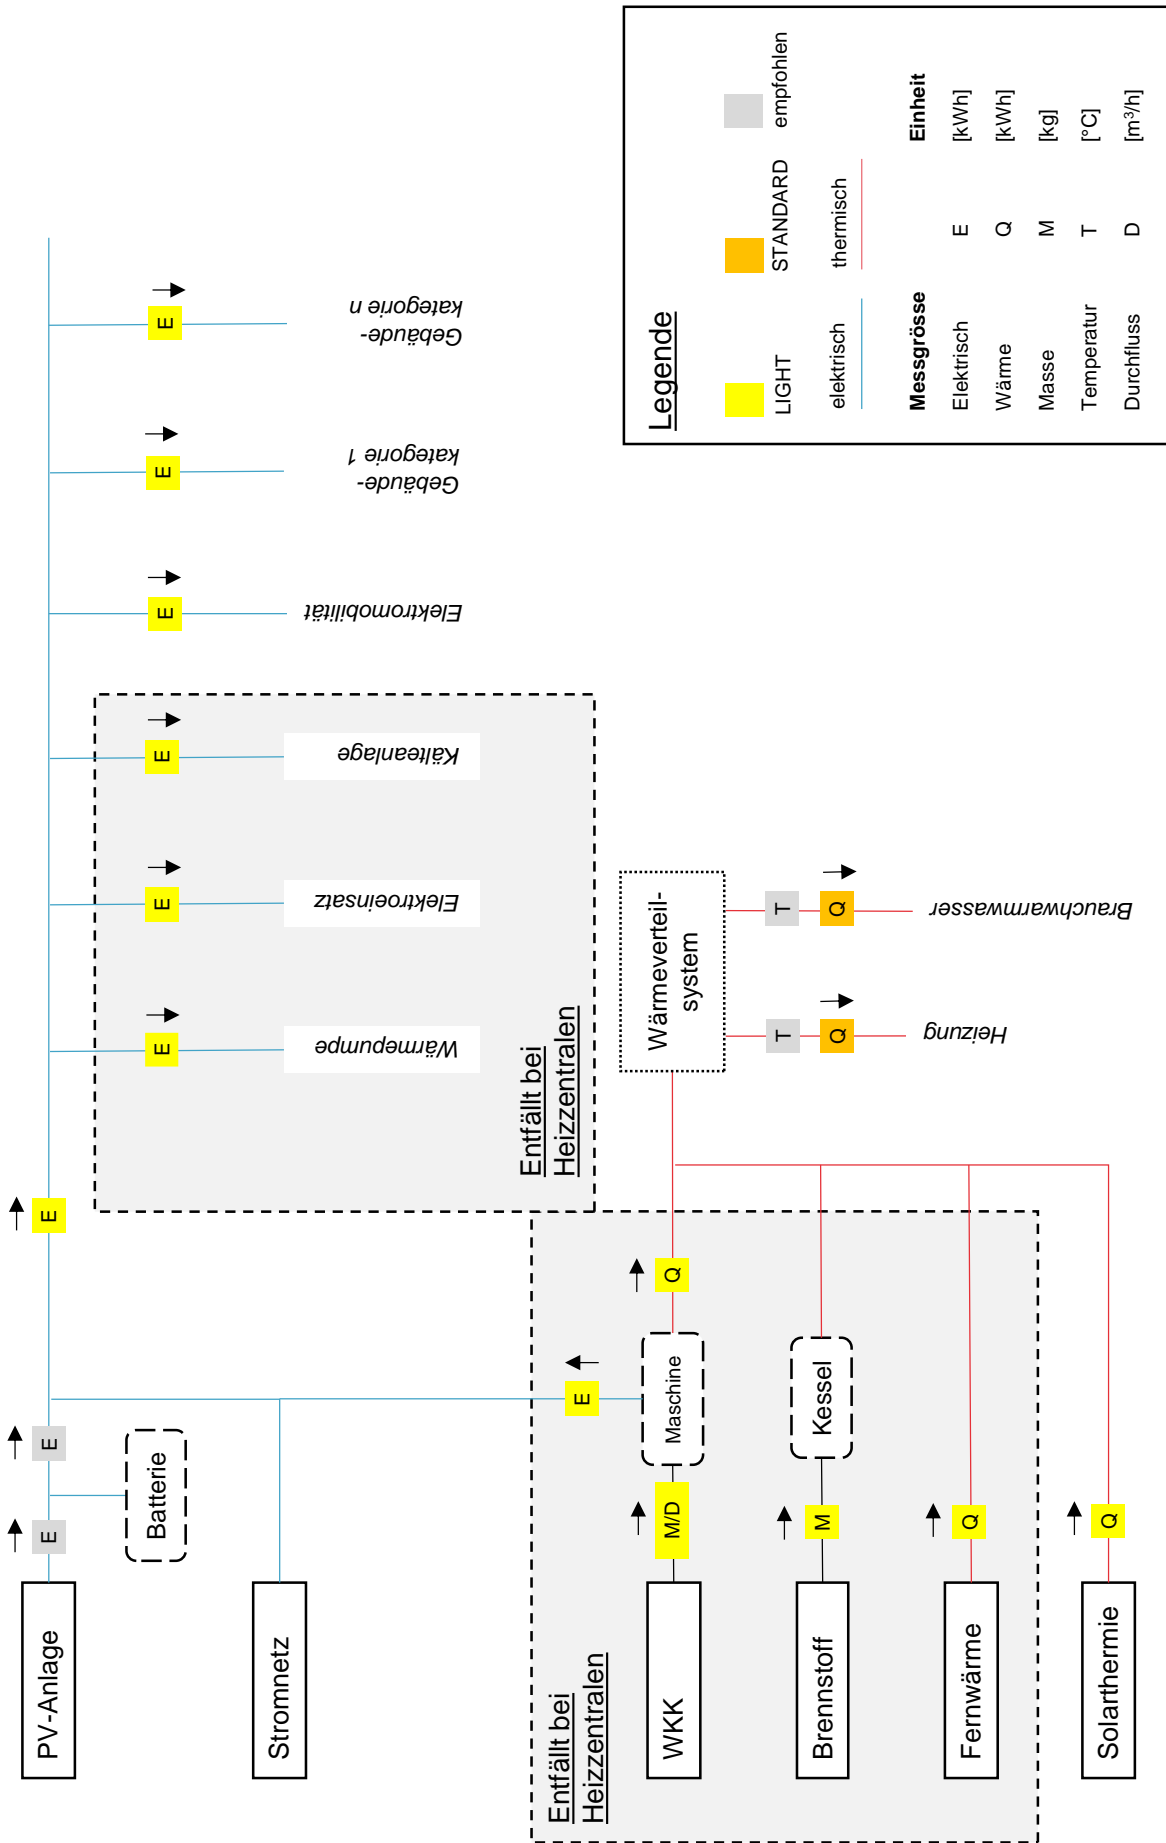 PV-Anlage
E
E
E
Batterie
Stromnetz
Entfällt bei
Heizzentralen
WKK
M/D
Maschine
E
Q
Brennstoff
M
Kessel
Fernwärme
Q
Solarthermie
Q
Entfällt bei
Heizzentralen
E
Wärmepumpe
E
Elektroeinsatz
E
Kälteanlage
E
Elektromobilität
E
Gebäude-
kategorie 1
E
Gebäude-
kategorie n
Wärmeverteil-
system
T
Q
Heizung
T
Q
Brauchwarmwasser
Legende
LIGHT
STANDARD
empfohlen
elektrisch
thermisch
Messgrösse Einheit
Elektrisch E [kWh]
Wärme Q [kWh]
Masse M [kg]
Temperatur T [°C]
Durchfluss D [m³/h]